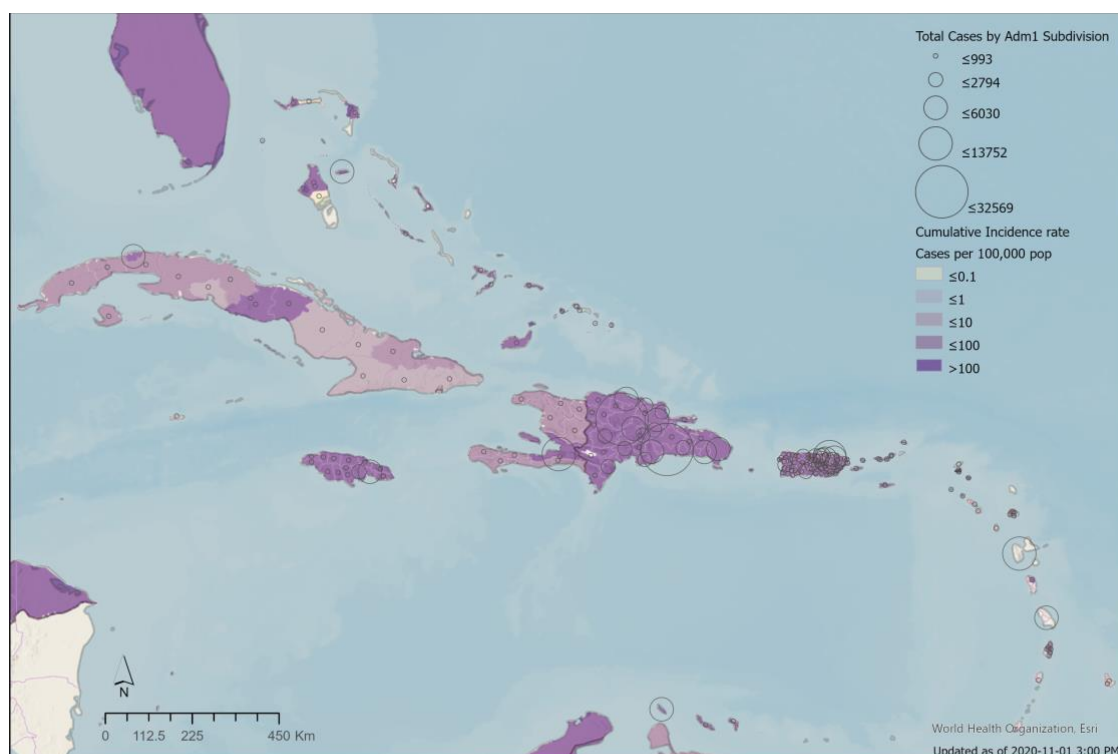 Total Cases by Adm1 Subdivision
≤993
≤2794
≤6030
≤13752
≤32569
Cumulative Incidence rate
Cases per 100,000 pop
≤0.1
≤1
≤10
≤100
>100
N
0 112.5 225 450 Km
World Health Organization, Esri
Updated as of 2020-11-01 3:00 PM